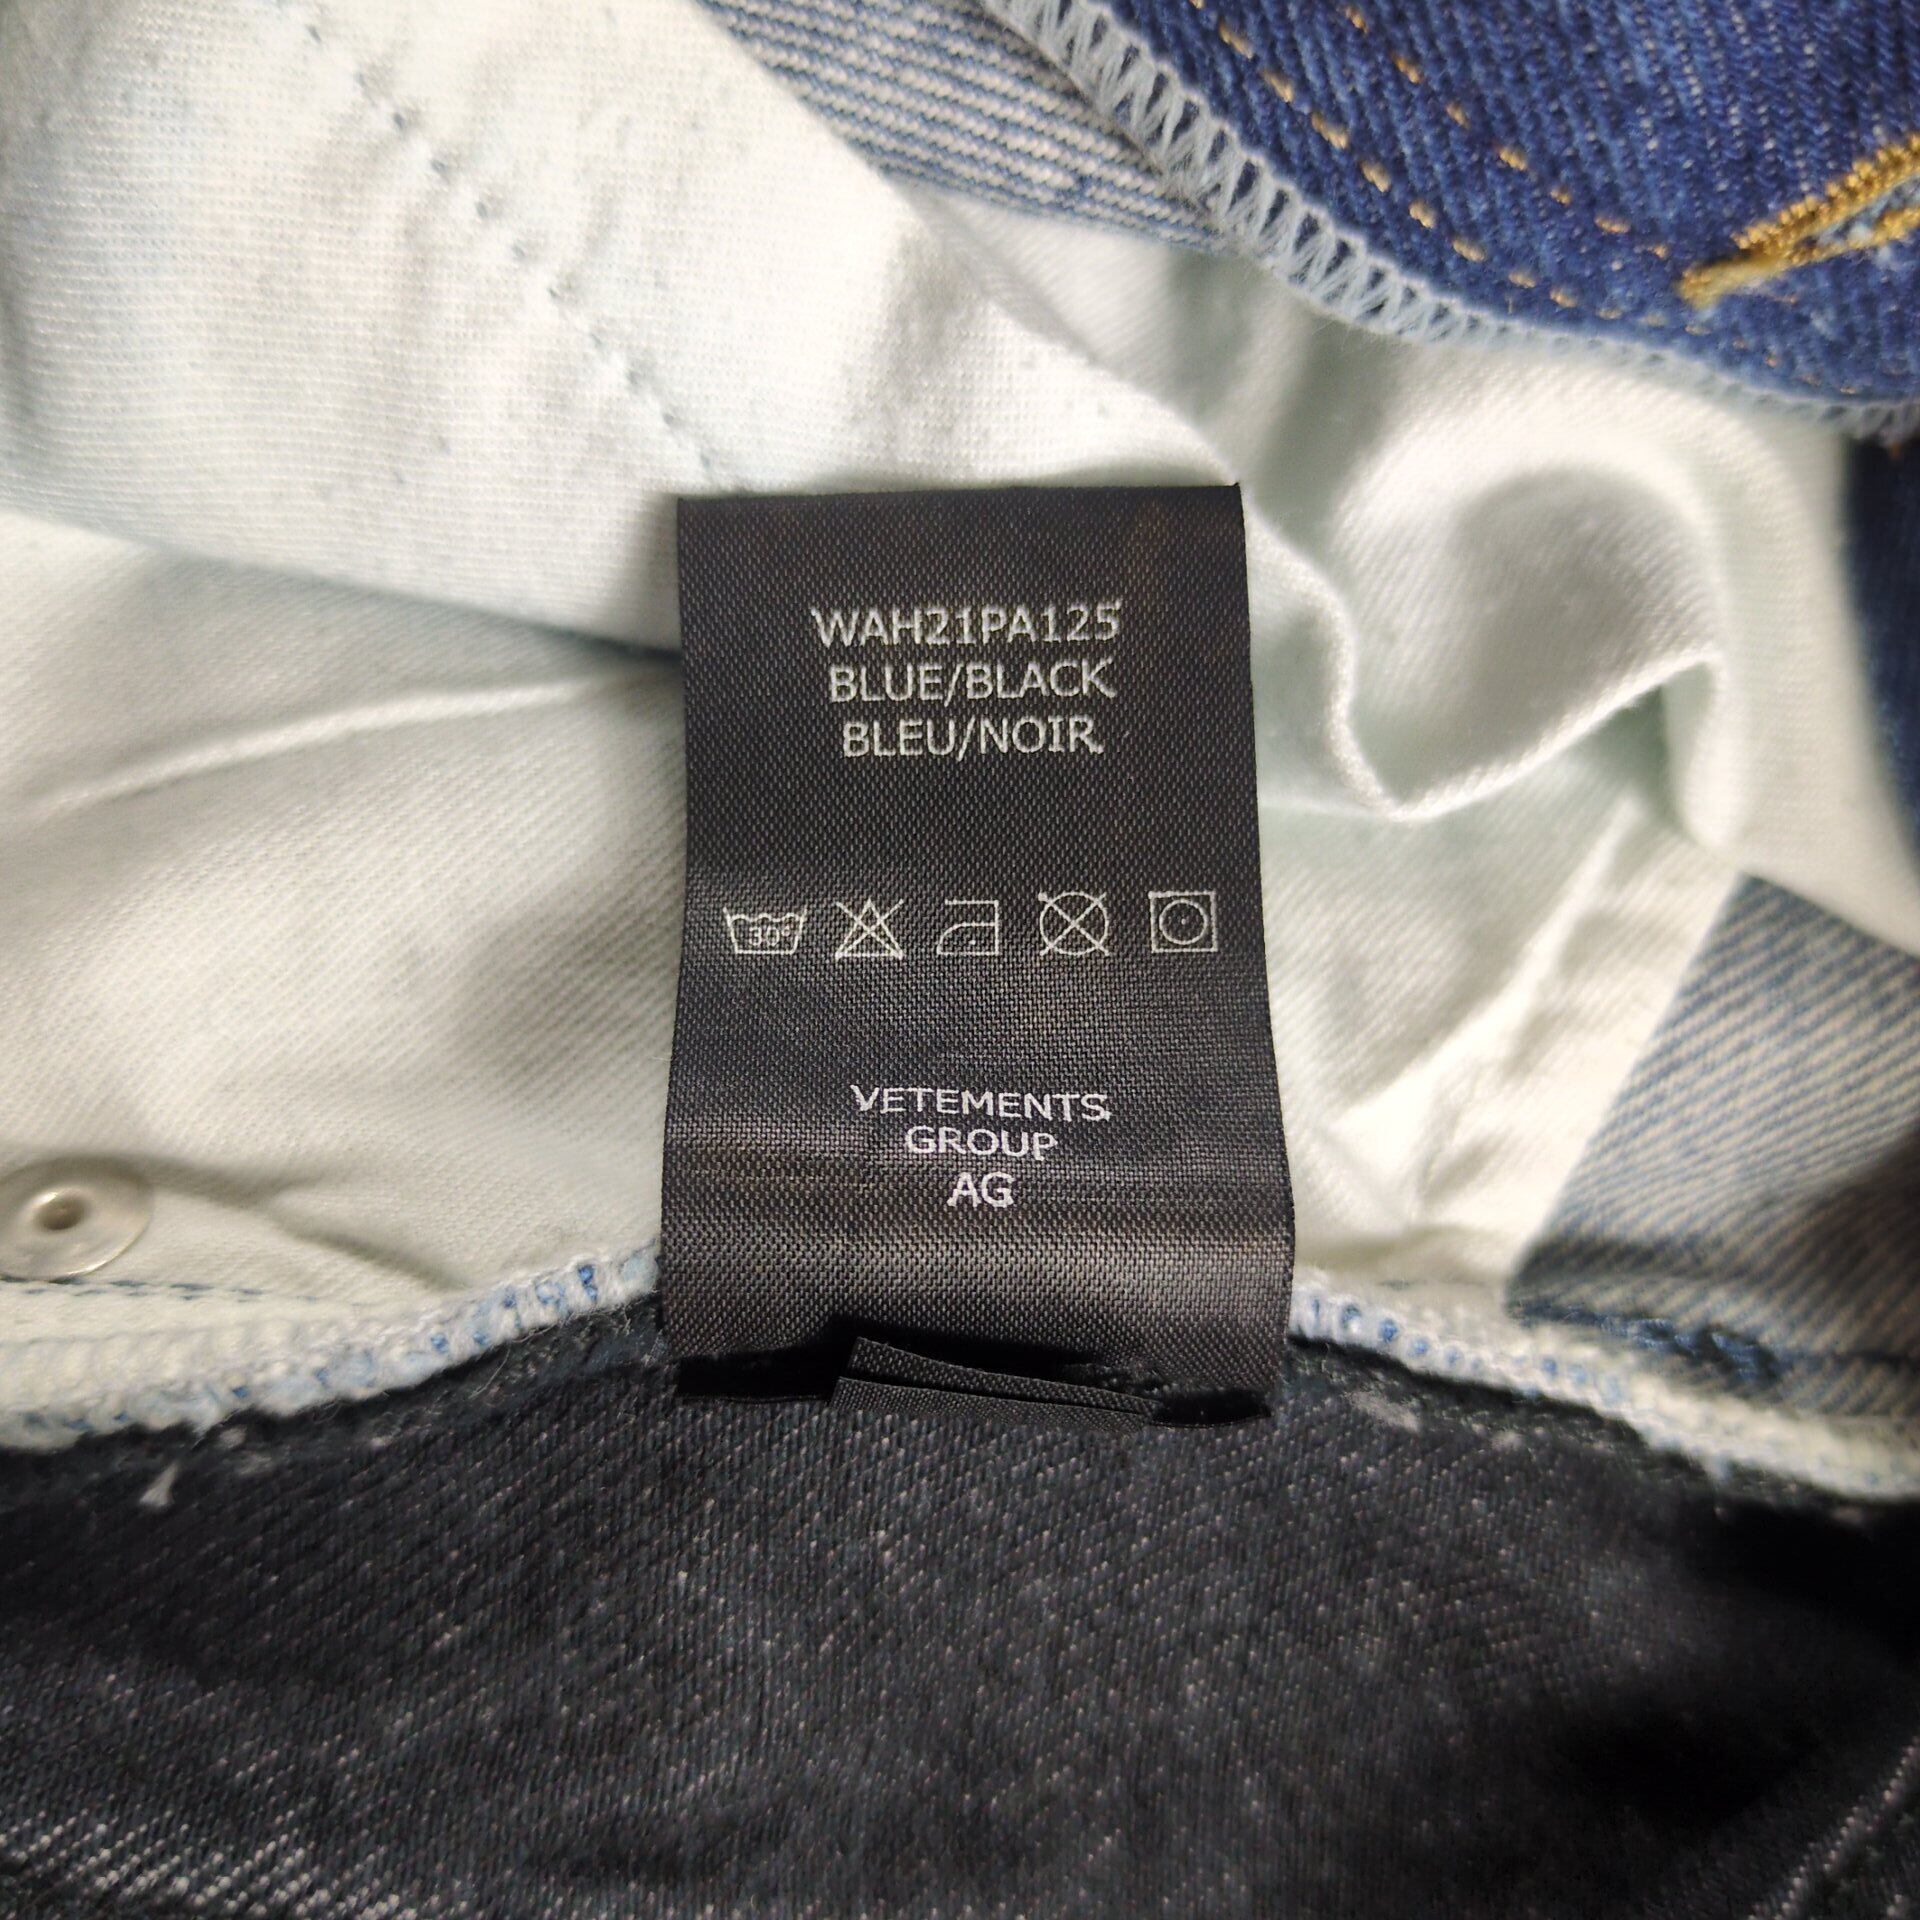 WAH21PA125
BLUE/BLACK
BLEU/NOIR
30°
VETEMENTS
GROUP
AG